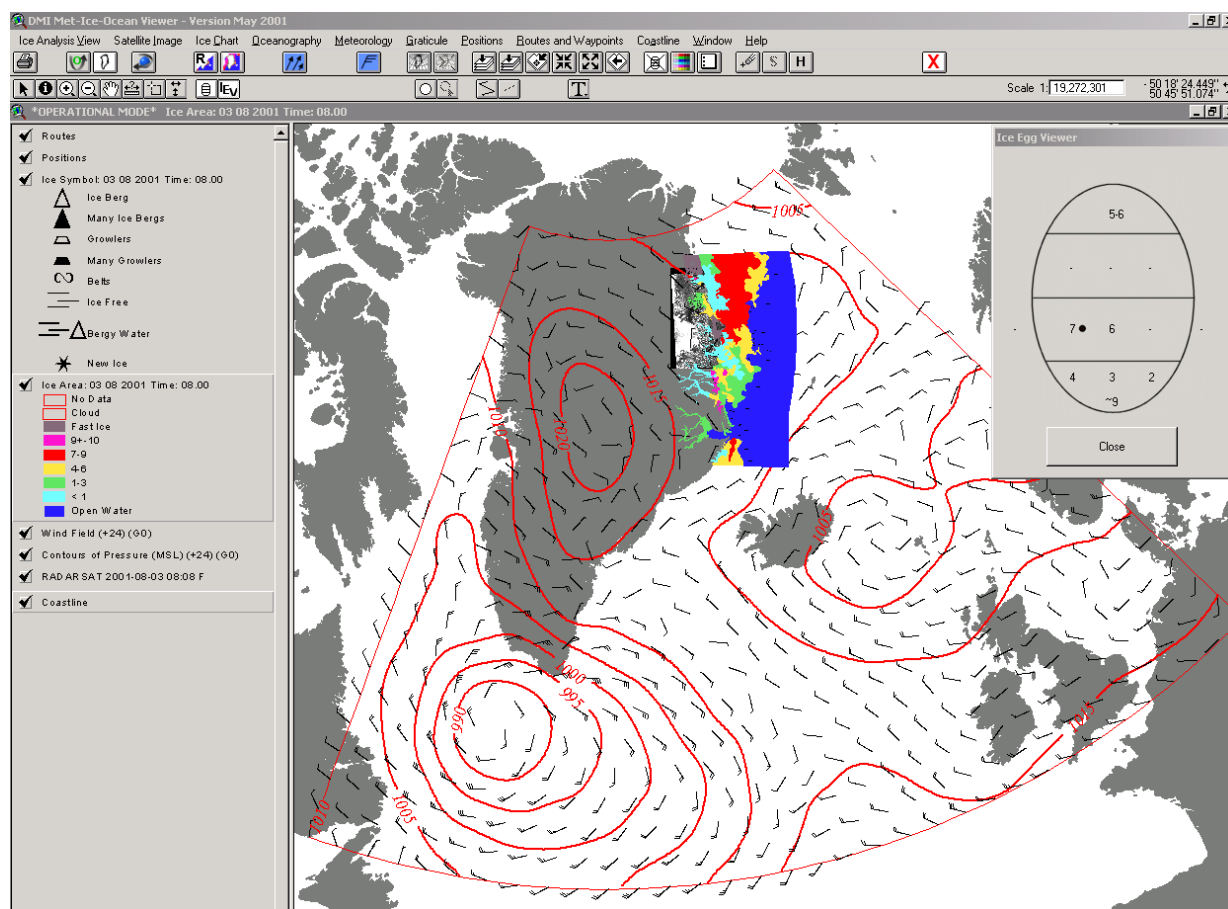 DMI Met-Ice-Ocean Viewer - Version May 2001
Ice Analysis View Satellite Image Ice Chart Oceanography Meteorology Graticule Positions Routes and Waypoints Coastline Window Help
R F S H X
IEV T Scale 1: 19,272,301 - 50 18' 24.449"
50 45' 51.074"
*OPERATIONAL MODE* Ice Area: 03 08 2001 Time: 08.00
Routes
Positions
Ice Symbol: 03 08 2001 Time: 08.00
Ice Berg
Many Ice Bergs
Growlers
Many Growlers
Belts
Ice Free
Bergy Water
New Ice
Ice Area: 03 08 2001 Time: 08.00
No Data
Cloud
Fast Ice
9+-10
7-9
4-6
1-3
< 1
Open Water
Wind Field (+24) (G0)
Contours of Pressure (MSL) (+24) (G0)
RADARSAT 2001-08-03 08:08 F
Coastline
1005
1015
1010
1020
1005
1000
995
990
1015
1010
1005
Ice Egg Viewer
5-6
- - -
- 7● 6 - -
4 3 2
~9
Close